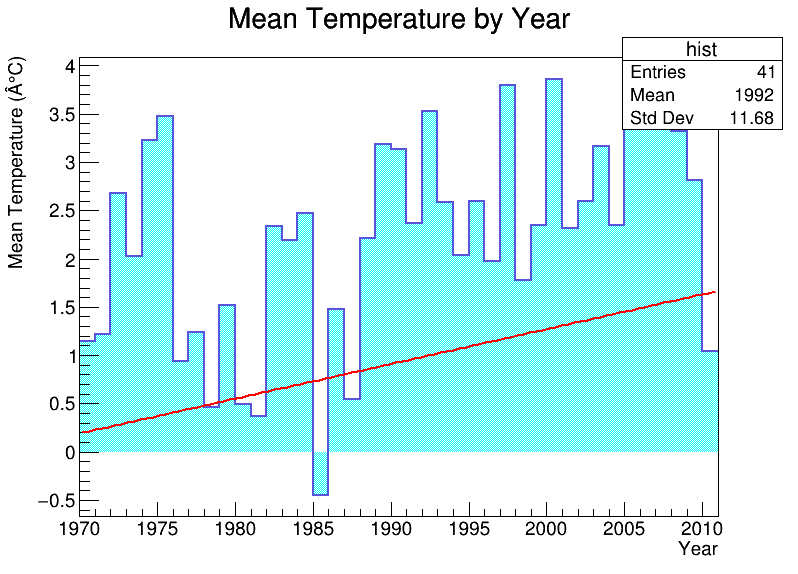 Mean Temperature by Year
hist
Entries 41
Mean 1992
Std Dev 11.68
Mean Temperature (Â°C)
4
3.5
3
2.5
2
1.5
1
0.5
0
−0.5
1970 1975 1980 1985 1990 1995 2000 2005 2010
Year